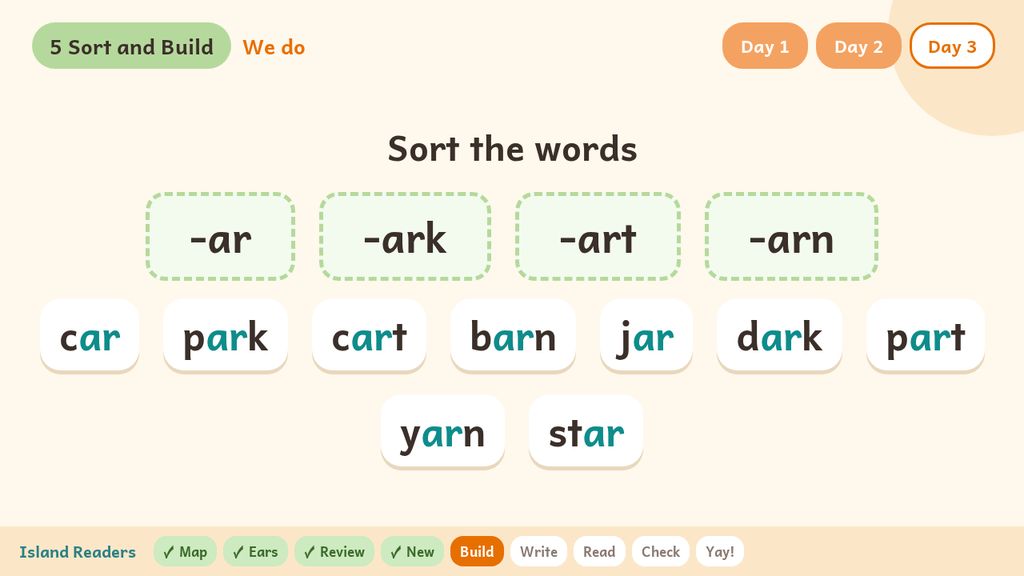 5 Sort and Build We do Day 1 Day 2 Day 3
Sort the words
-ar -ark -art -arn
car park cart barn jar dark part
yarn star
Island Readers ✓ Map ✓ Ears ✓ Review ✓ New Build Write Read Check Yay!